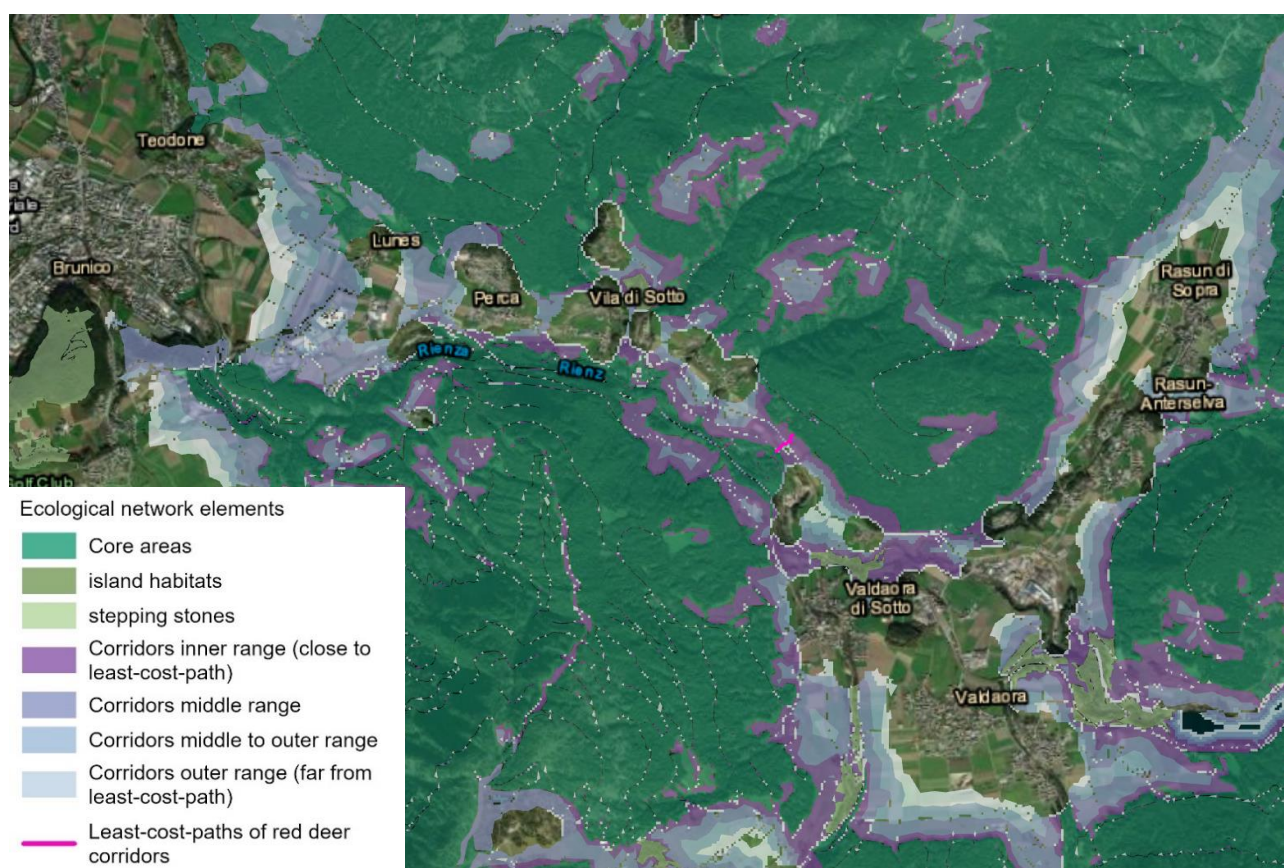 Teodone
Brunico
Lunes
Perca
Vila di Sotto
Rienza
Rienz
Rasun di
Sopra
Rasun-
Anterselva
Valdaora
di Sotto
Valdaora
Golf Club
Ecological network elements
Core areas
island habitats
stepping stones
Corridors inner range (close to
least-cost-path)
Corridors middle range
Corridors middle to outer range
Corridors outer range (far from
least-cost-path)
Least-cost-paths of red deer
corridors